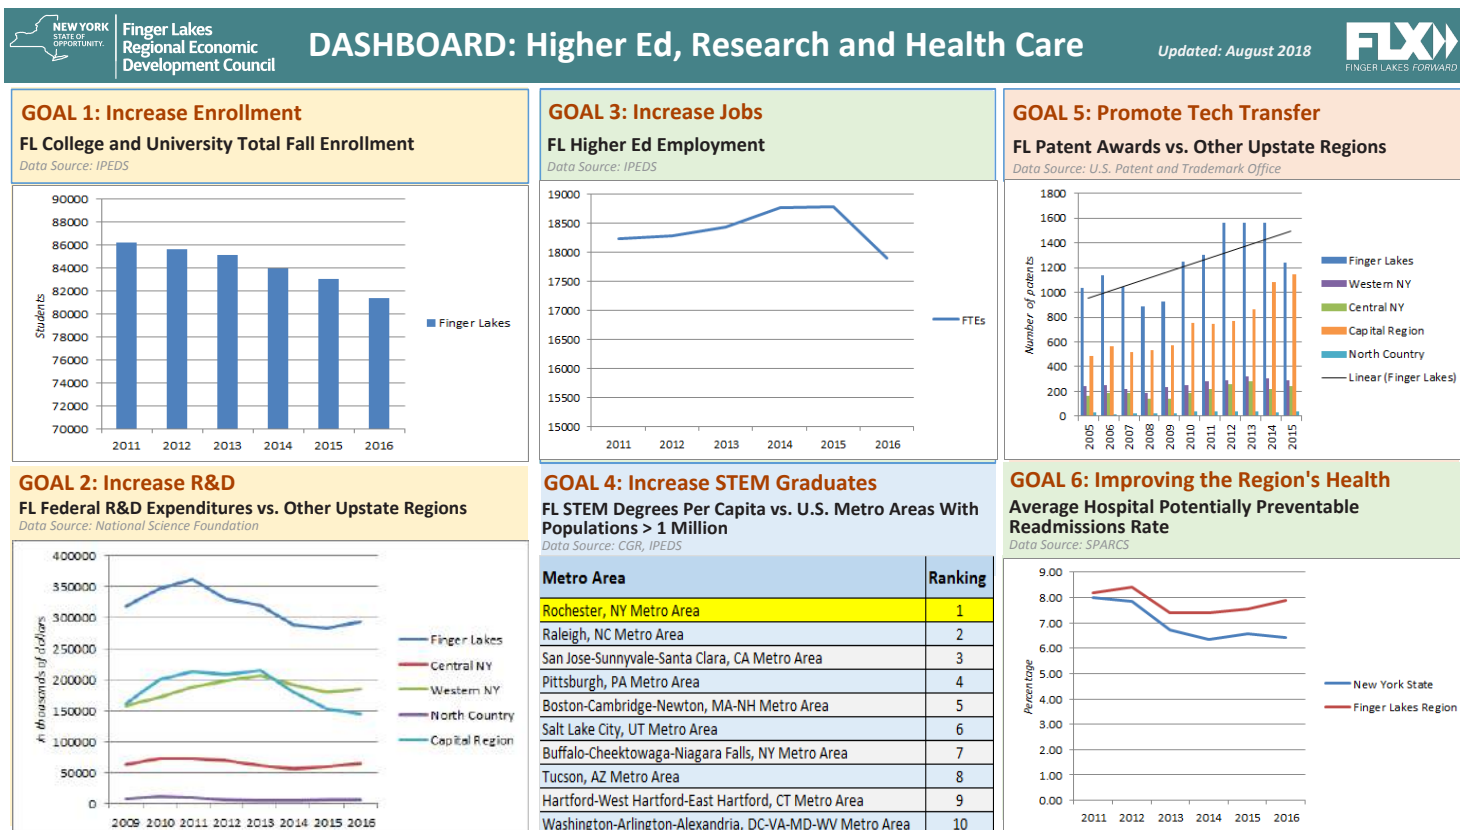 NEW YORK
STATE OF
OPPORTUNITY.
Finger Lakes
Regional Economic
Development Council
DASHBOARD: Higher Ed, Research and Health Care
Updated: August 2018
FLX
FINGER LAKES FORWARD
GOAL 1: Increase Enrollment
FL College and University Total Fall Enrollment
Data Source: IPEDS
90000
88000
86000
84000
82000
80000
78000
76000
74000
72000
70000
Students
2011 2012 2013 2014 2015 2016
Finger Lakes
GOAL 2: Increase R&D
FL Federal R&D Expenditures vs. Other Upstate Regions
Data Source: National Science Foundation
400000
350000
300000
250000
200000
150000
100000
50000
0
in thousands of dollars
2009 2010 2011 2012 2013 2014 2015 2016
Finger Lakes
Central NY
Western NY
North Country
Capital Region
GOAL 3: Increase Jobs
FL Higher Ed Employment
Data Source: IPEDS
19000
18500
18000
17500
17000
16500
16000
15500
15000
2011 2012 2013 2014 2015 2016
FTEs
GOAL 4: Increase STEM Graduates
FL STEM Degrees Per Capita vs. U.S. Metro Areas With
Populations > 1 Million
Data Source: CGR, IPEDS
Metro Area Ranking
Rochester, NY Metro Area 1
Raleigh, NC Metro Area 2
San Jose-Sunnyvale-Santa Clara, CA Metro Area 3
Pittsburgh, PA Metro Area 4
Boston-Cambridge-Newton, MA-NH Metro Area 5
Salt Lake City, UT Metro Area 6
Buffalo-Cheektowaga-Niagara Falls, NY Metro Area 7
Tucson, AZ Metro Area 8
Hartford-West Hartford-East Hartford, CT Metro Area 9
Washington-Arlington-Alexandria, DC-VA-MD-WV Metro Area 10
GOAL 5: Promote Tech Transfer
FL Patent Awards vs. Other Upstate Regions
Data Source: U.S. Patent and Trademark Office
1800
1600
1400
1200
1000
800
600
400
200
0
Number of patents
2005 2006 2007 2008 2009 2010 2011 2012 2013 2014 2015
Finger Lakes
Western NY
Central NY
Capital Region
North Country
Linear (Finger Lakes)
GOAL 6: Improving the Region's Health
Average Hospital Potentially Preventable
Readmissions Rate
Data Source: SPARCS
9.00
8.00
7.00
6.00
5.00
4.00
3.00
2.00
1.00
0.00
Percentage
2011 2012 2013 2014 2015 2016
New York State
Finger Lakes Region